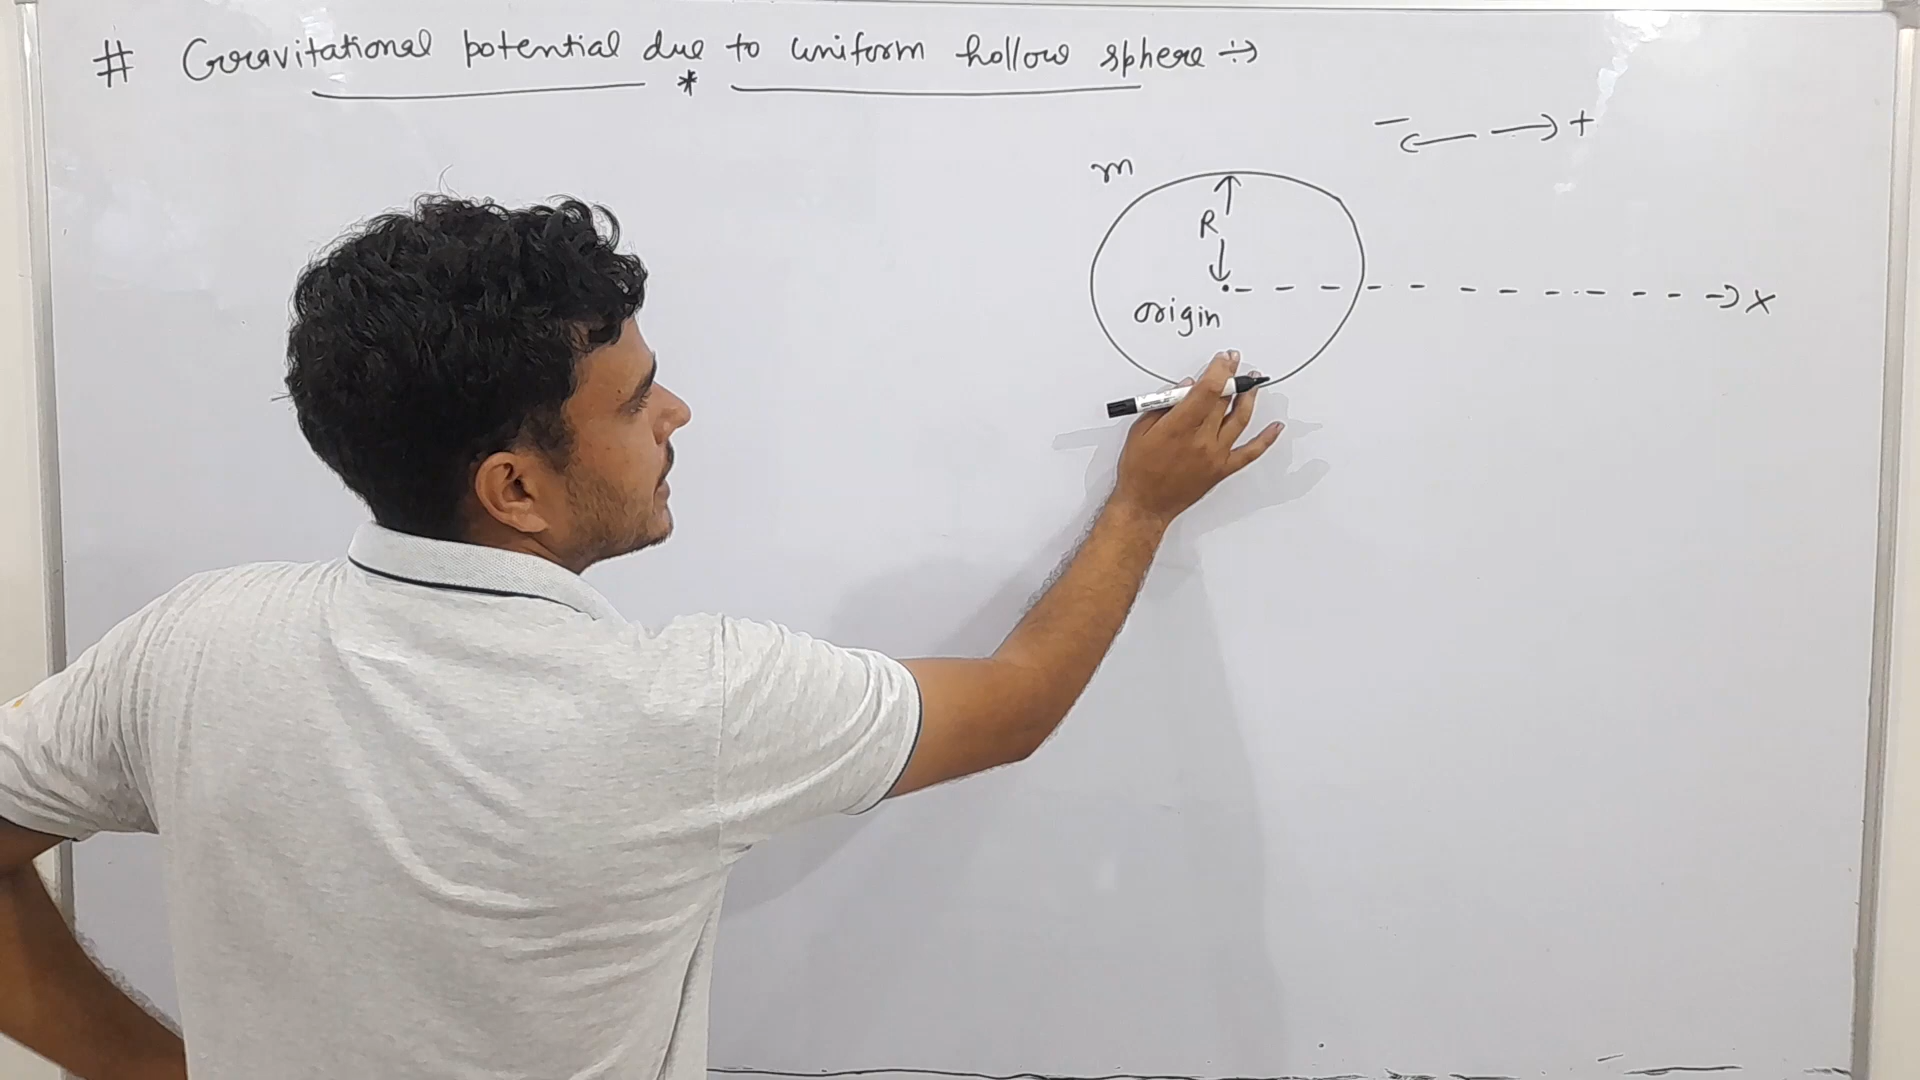 # Gravitational potential due to uniform hollow sphere ÷>
*
- ← → +
m
R
origin
x